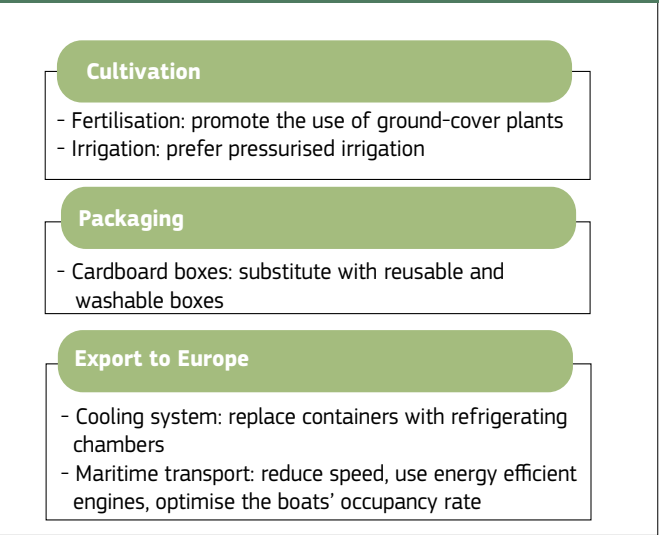 Cultivation
- Fertilisation: promote the use of ground-cover plants
- Irrigation: prefer pressurised irrigation
Packaging
- Cardboard boxes: substitute with reusable and
washable boxes
Export to Europe
- Cooling system: replace containers with refrigerating
chambers
- Maritime transport: reduce speed, use energy efficient
engines, optimise the boats’ occupancy rate